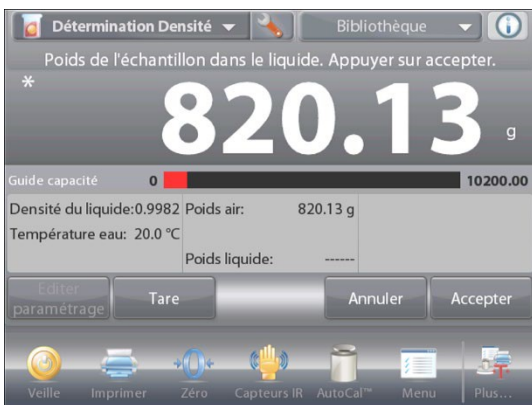 Détermination Densité
Bibliothèque
Poids de l'échantillon dans le liquide. Appuyer sur accepter.
*
820.13 g
Guide capacité 0 10200.00
Densité du liquide:0.9982 Poids air: 820.13 g
Température eau: 20.0 °C
Poids liquide: ------
Editer
paramétrage
Tare
Annuler
Accepter
Veille
Imprimer
Zéro
Capteurs IR
AutoCal™
Menu
Plus...